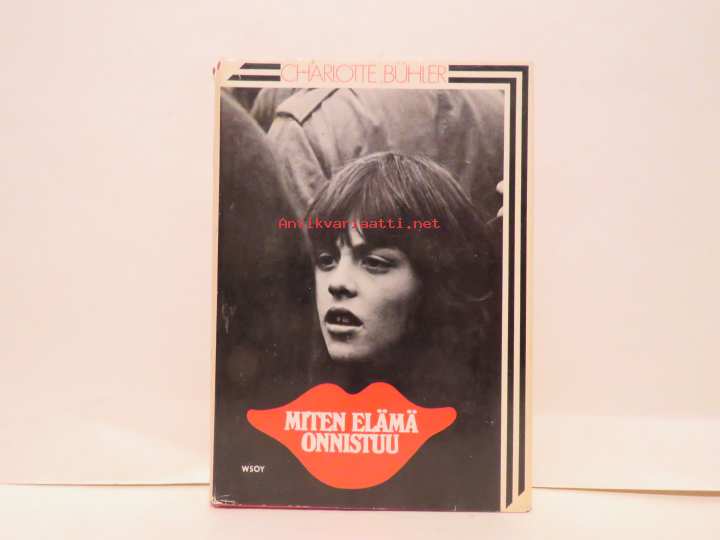 CHARLOTTE BÜHLER
Antikvariaatti.net
MITEN ELÄMÄ
ONNISTUU
WSOY